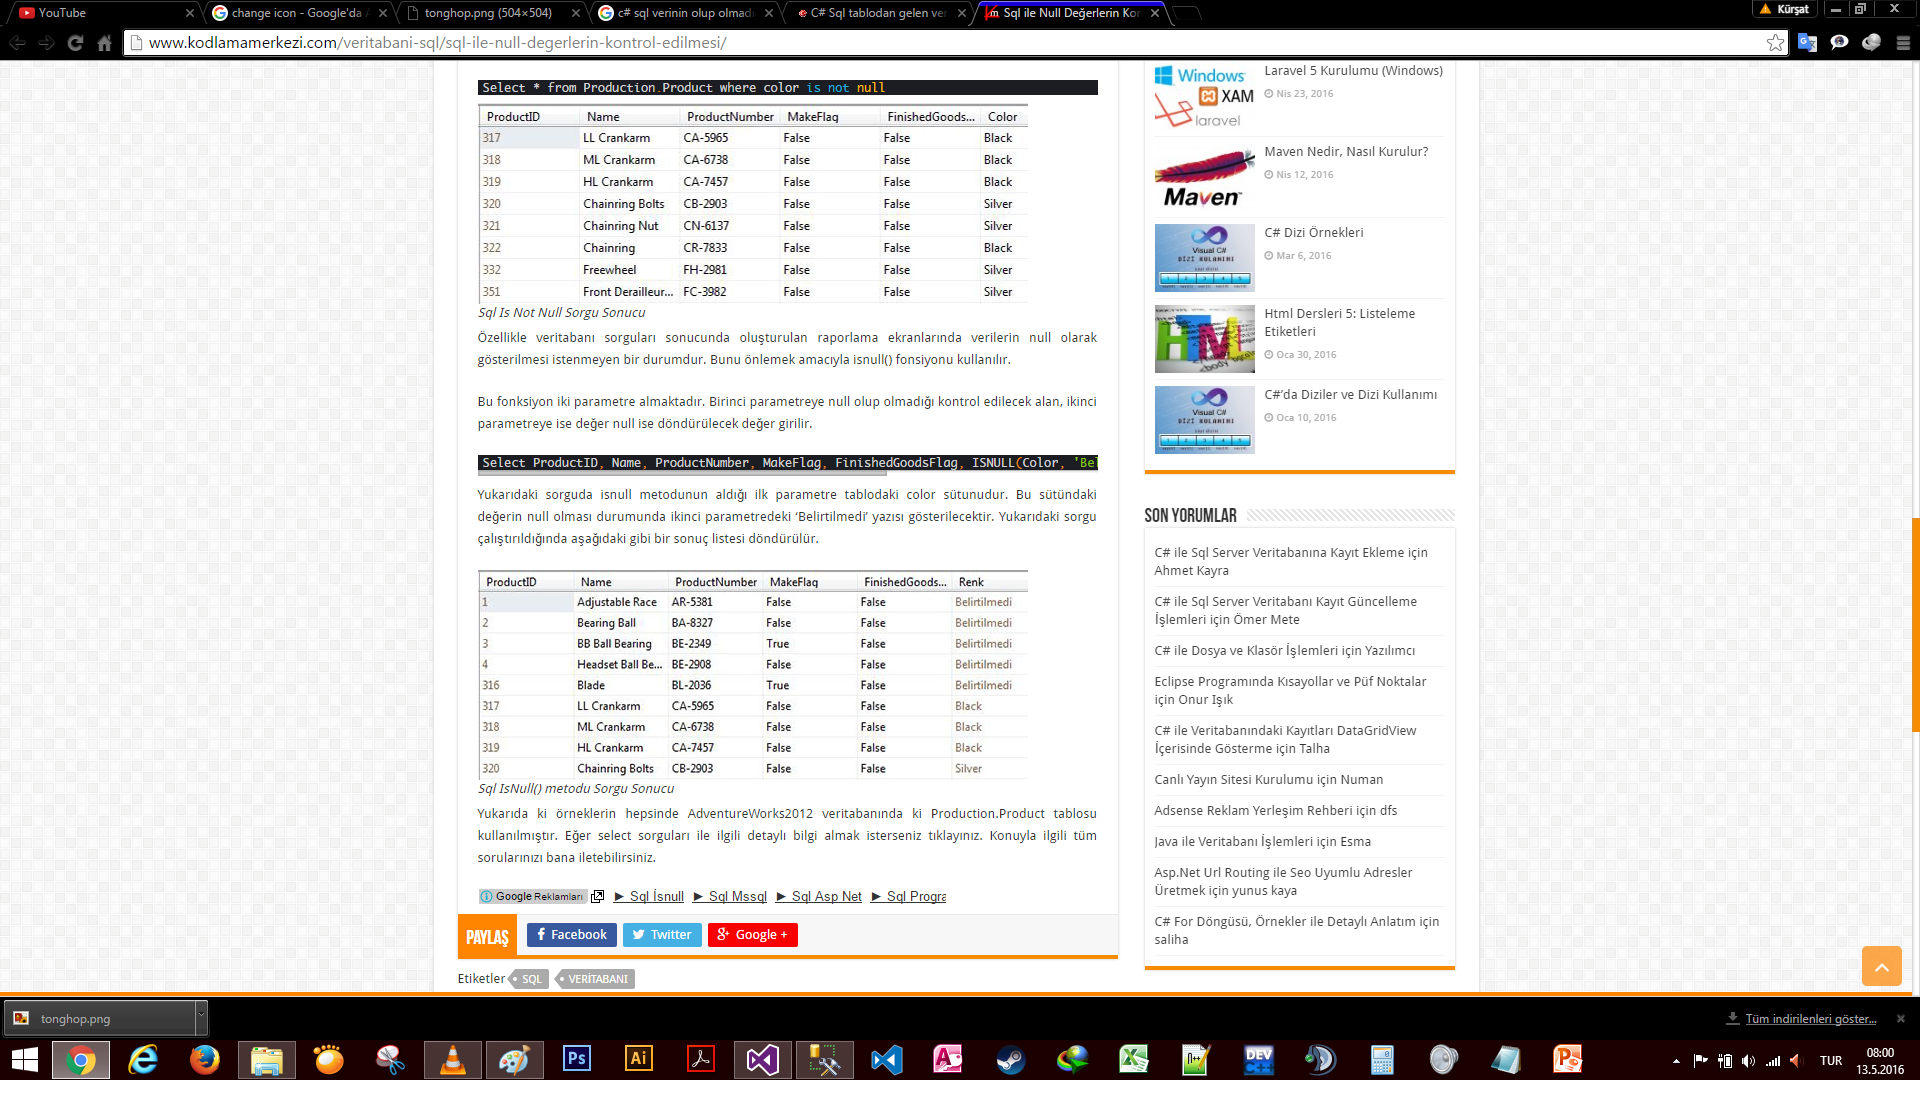 YouTube
change icon - Google'da
tonghop.png (504×504)
c# sql verinin olup olmadı
C# Sql tablodan gelen ver
Sql ile Null Değerlerin Kor
Kürşat
www.kodlamamerkezi.com/veritabani-sql/sql-ile-null-degerlerin-kontrol-edilmesi/
Select * from Production.Product where color is not null
ProductID Name ProductNumber MakeFlag FinishedGoods... Color
317 LL Crankarm CA-5965 False False Black
318 ML Crankarm CA-6738 False False Black
319 HL Crankarm CA-7457 False False Black
320 Chainring Bolts CB-2903 False False Silver
321 Chainring Nut CN-6137 False False Silver
322 Chainring CR-7833 False False Black
332 Freewheel FH-2981 False False Silver
351 Front Derailleur... FC-3982 False False Silver
Sql Is Not Null Sorgu Sonucu
Özellikle veritabanı sorguları sonucunda oluşturulan raporlama ekranlarında verilerin null olarak
gösterilmesi istenmeyen bir durumdur. Bunu önlemek amacıyla isnull() fonsiyonu kullanılır.
Bu fonksiyon iki parametre almaktadır. Birinci parametreye null olup olmadığı kontrol edilecek alan, ikinci
parametreye ise değer null ise döndürülecek değer girilir.
Select ProductID, Name, ProductNumber, MakeFlag, FinishedGoodsFlag, ISNULL(Color, 'Bel
Yukarıdaki sorguda isnull metodunun aldığı ilk parametre tablodaki color sütunudur. Bu sütündaki
değerin null olması durumunda ikinci parametredeki ‘Belirtilmedi’ yazısı gösterilecektir. Yukarıdaki sorgu
çalıştırıldığında aşağıdaki gibi bir sonuç listesi döndürülür.
ProductID Name ProductNumber MakeFlag FinishedGoods... Renk
1 Adjustable Race AR-5381 False False Belirtilmedi
2 Bearing Ball BA-8327 False False Belirtilmedi
3 BB Ball Bearing BE-2349 True False Belirtilmedi
4 Headset Ball Be... BE-2908 False False Belirtilmedi
316 Blade BL-2036 True False Belirtilmedi
317 LL Crankarm CA-5965 False False Black
318 ML Crankarm CA-6738 False False Black
319 HL Crankarm CA-7457 False False Black
320 Chainring Bolts CB-2903 False False Silver
Sql IsNull() metodu Sorgu Sonucu
Yukarıda ki örneklerin hepsinde AdventureWorks2012 veritabanında ki Production.Product tablosu
kullanılmıştır. Eğer select sorguları ile ilgili detaylı bilgi almak isterseniz tıklayınız. Konuyla ilgili tüm
sorularınızı bana iletebilirsiniz.
Google Reklamları ► Sql İsnull ► Sql Mssql ► Sql Asp Net ► Sql Progra
PAYLAŞ Facebook Twitter Google +
Etiketler SQL VERİTABANI
Windows
XAM
laravel
Laravel 5 Kurulumu (Windows)
Nis 23, 2016
Maven
Maven Nedir, Nasıl Kurulur?
Nis 12, 2016
Visual C#
DİZİ KULANIMI
C# Dizi Örnekleri
Mar 6, 2016
HTML
Html Dersleri 5: Listeleme
Etiketleri
Oca 30, 2016
Visual C#
DİZİ KULANIMI
C#’da Diziler ve Dizi Kullanımı
Oca 10, 2016
SON YORUMLAR
C# ile Sql Server Veritabanına Kayıt Ekleme için
Ahmet Kayra
C# ile Sql Server Veritabanı Kayıt Güncelleme
İşlemleri için Ömer Mete
C# ile Dosya ve Klasör İşlemleri için Yazılımcı
Eclipse Programında Kısayollar ve Püf Noktalar
için Onur Işık
C# ile Veritabanındaki Kayıtları DataGridView
İçerisinde Gösterme için Talha
Canlı Yayın Sitesi Kurulumu için Numan
Adsense Reklam Yerleşim Rehberi için dfs
Java ile Veritabanı İşlemleri için Esma
Asp.Net Url Routing ile Seo Uyumlu Adresler
Üretmek için yunus kaya
C# For Döngüsü, Örnekler ile Detaylı Anlatım için
saliha
tonghop.png
Tüm indirilenleri göster...
Ps
Ai
DEV
C++
TUR
08:00
13.5.2016